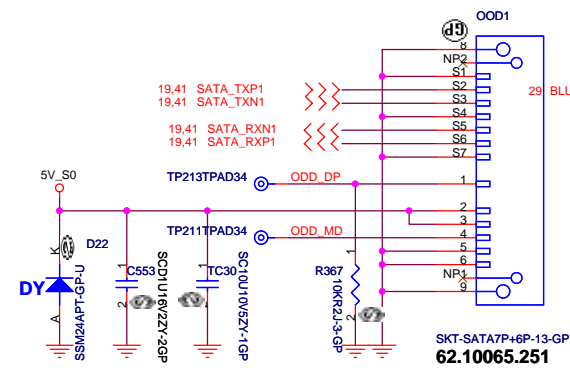 OOD1
GP
8
NP2
S1
19,41 SATA_TXP1
S2
29 BLU
19,41 SATA_TXN1
S3
S4
19,41 SATA_RXN1
S5
19,41 SATA_RXP1
S6
S7
5V_S0
TP213TPAD34
ODD_DP
1
2
3
TP211TPAD34
ODD_MD
4
5
6
K
D22
DY
A
SSM24APT-GP-U
1
C553
2
SCD1U16V2ZY-2GP
1
TC30
2
SC10U10V5ZY-1GP
1
R367
2
10KR2J-3-GP
NP1
9
SKT-SATA7P+6P-13-GP
62.10065.251